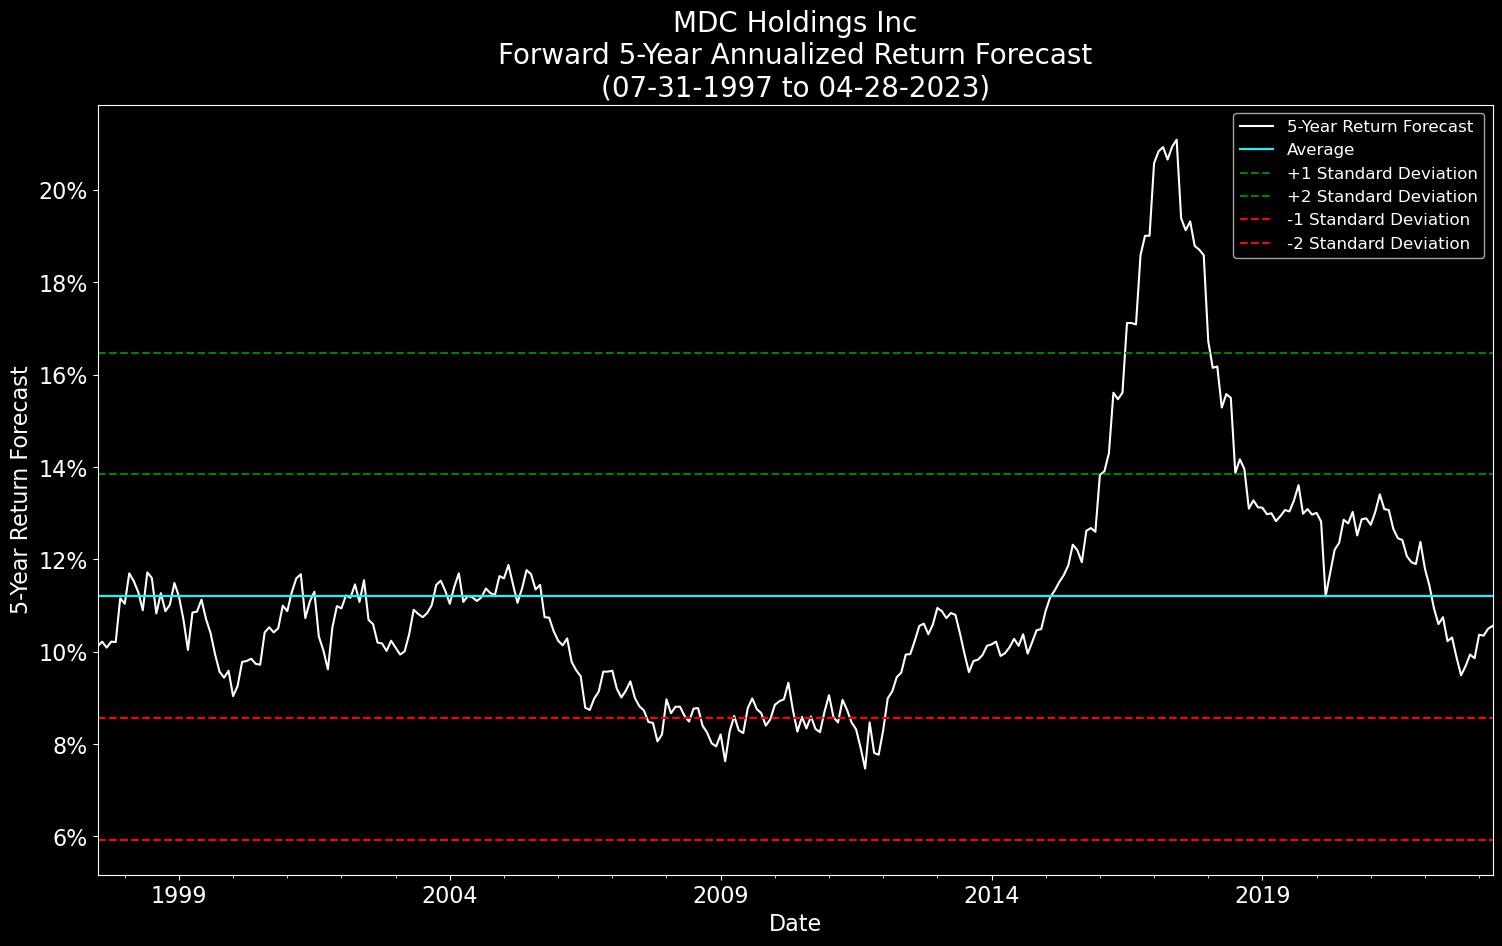 MDC Holdings Inc
Forward 5-Year Annualized Return Forecast
(07-31-1997 to 04-28-2023)
5-Year Return Forecast
Average
+1 Standard Deviation
+2 Standard Deviation
-1 Standard Deviation
-2 Standard Deviation
20%
18%
16%
14%
12%
10%
8%
6%
5-Year Return Forecast
1999 2004 2009 2014 2019
Date